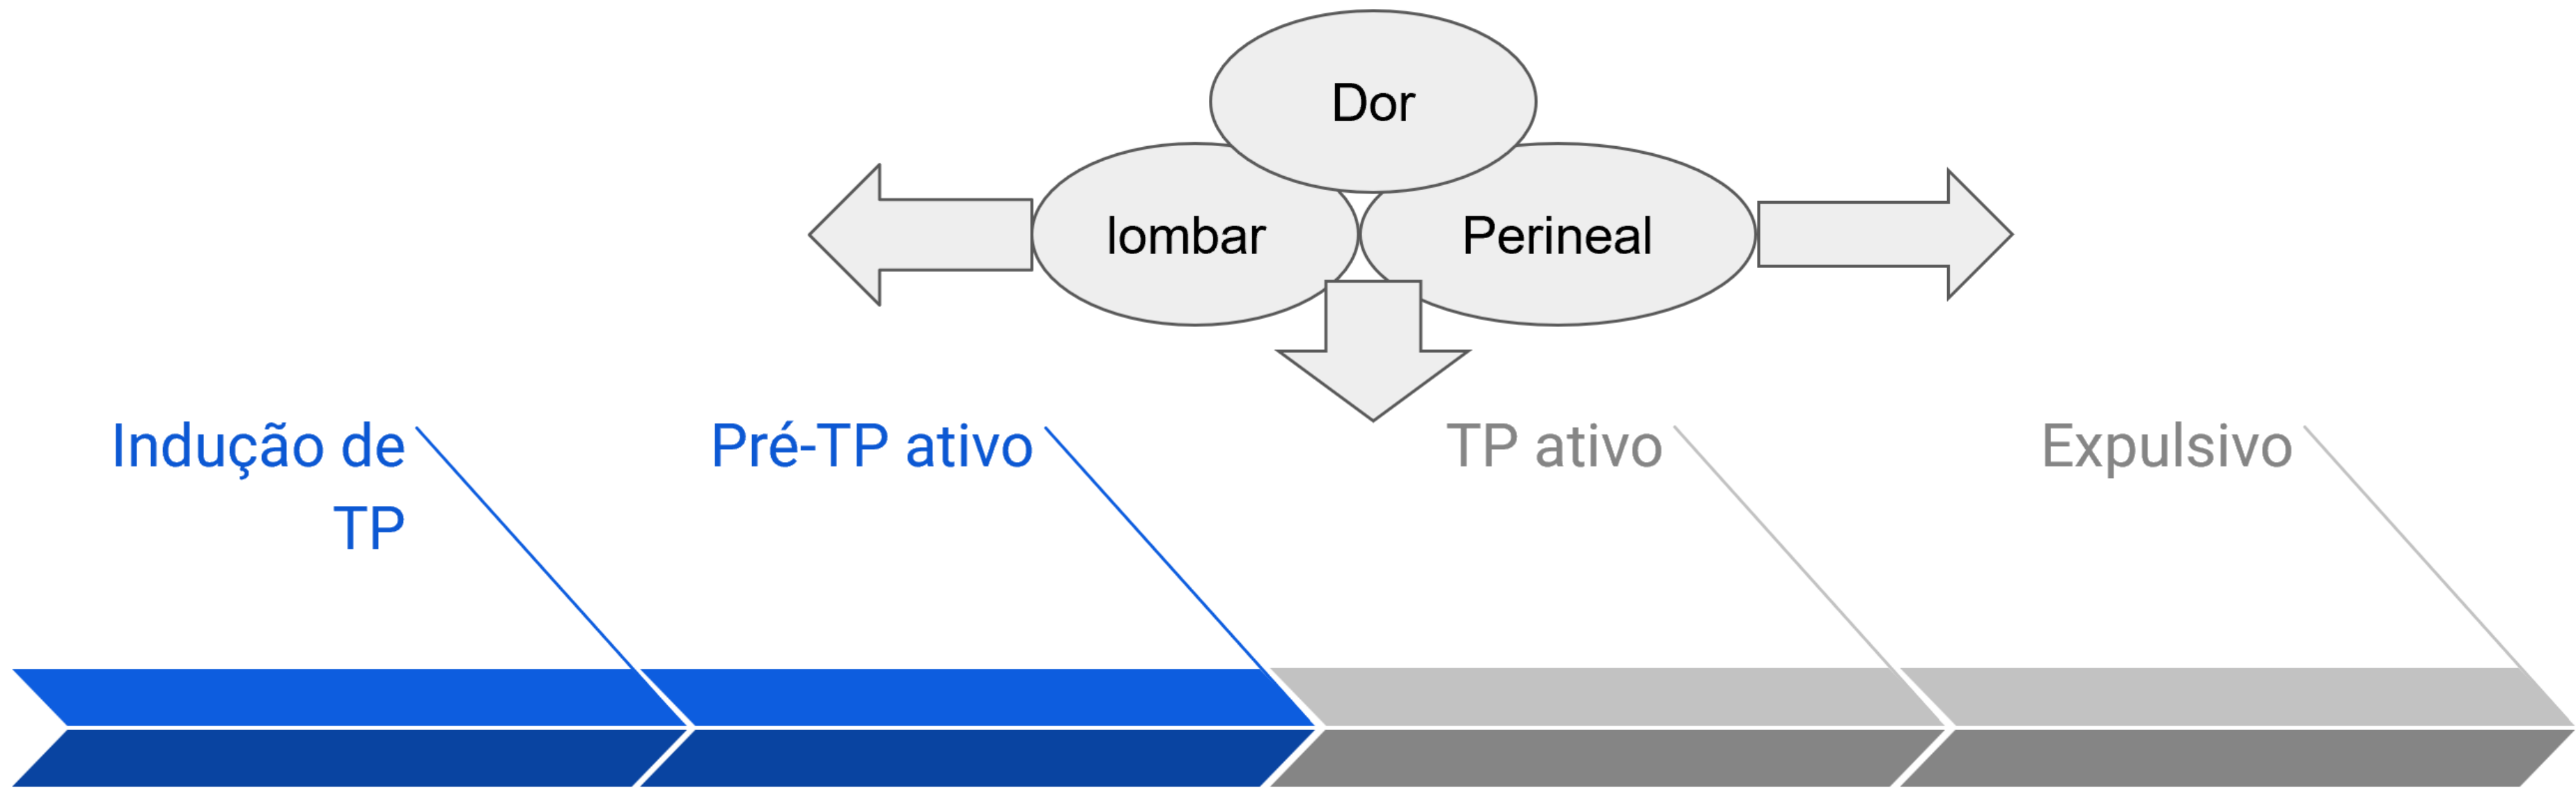 Dor
lombar
Perineal
Indução de
TP
Pré-TP ativo
TP ativo
Expulsivo